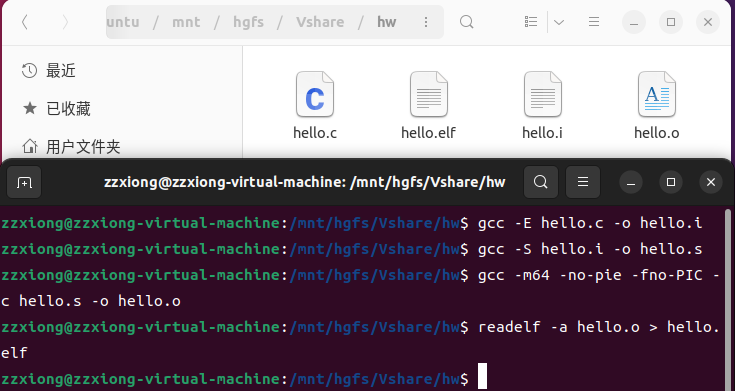 untu / mnt / hgfs / Vshare / hw
最近
已收藏
用户文件夹
hello.c
hello.elf
hello.i
hello.o
zzxiong@zzxiong-virtual-machine: /mnt/hgfs/Vshare/hw
zzxiong@zzxiong-virtual-machine:/mnt/hgfs/Vshare/hw$ gcc -E hello.c -o hello.i
zzxiong@zzxiong-virtual-machine:/mnt/hgfs/Vshare/hw$ gcc -S hello.i -o hello.s
zzxiong@zzxiong-virtual-machine:/mnt/hgfs/Vshare/hw$ gcc -m64 -no-pie -fno-PIC -
c hello.s -o hello.o
zzxiong@zzxiong-virtual-machine:/mnt/hgfs/Vshare/hw$ readelf -a hello.o > hello.
elf
zzxiong@zzxiong-virtual-machine:/mnt/hgfs/Vshare/hw$